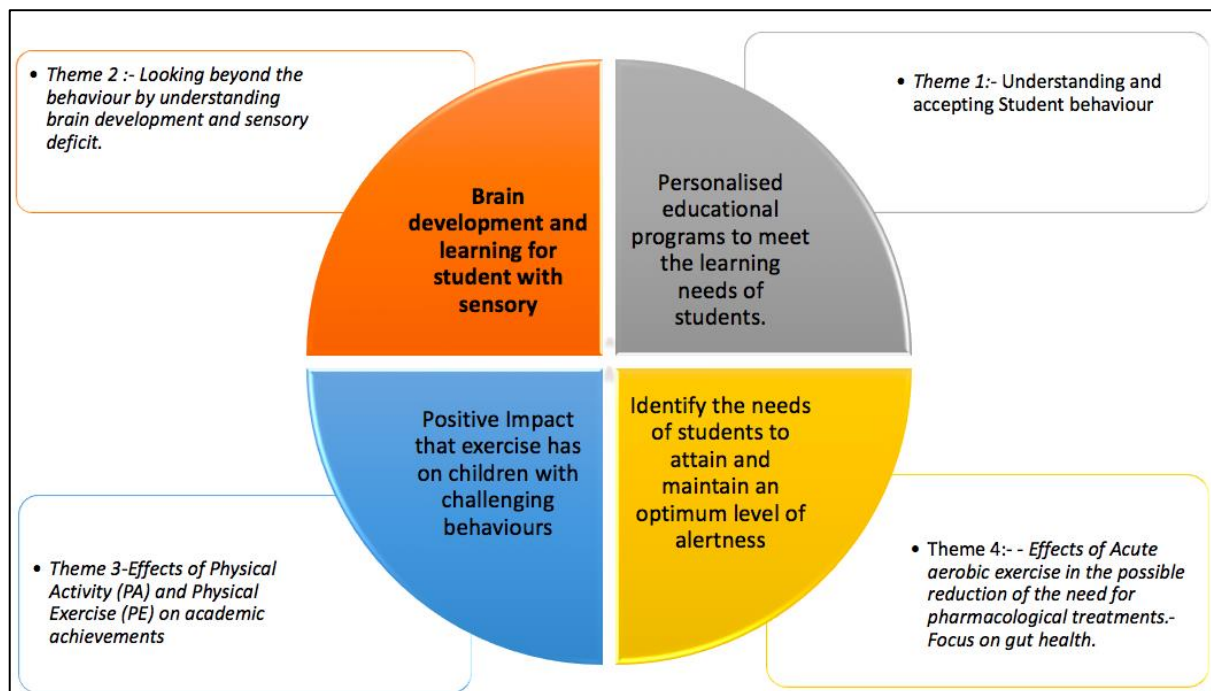 • Theme 2 :- Looking beyond the
behaviour by understanding
brain development and sensory
deficit.
• Theme 1:- Understanding and
accepting Student behaviour
Brain
development and
learning for
student with
sensory
Personalised
educational
programs to meet
the learning
needs of
students.
Positive Impact
that exercise has
on children with
challenging
behaviours
Identify the needs
of students to
attain and
maintain an
optimum level of
alertness
• Theme 3-Effects of Physical
Activity (PA) and Physical
Exercise (PE) on academic
achievements
• Theme 4:- - Effects of Acute
aerobic exercise in the possible
reduction of the need for
pharmacological treatments.-
Focus on gut health.